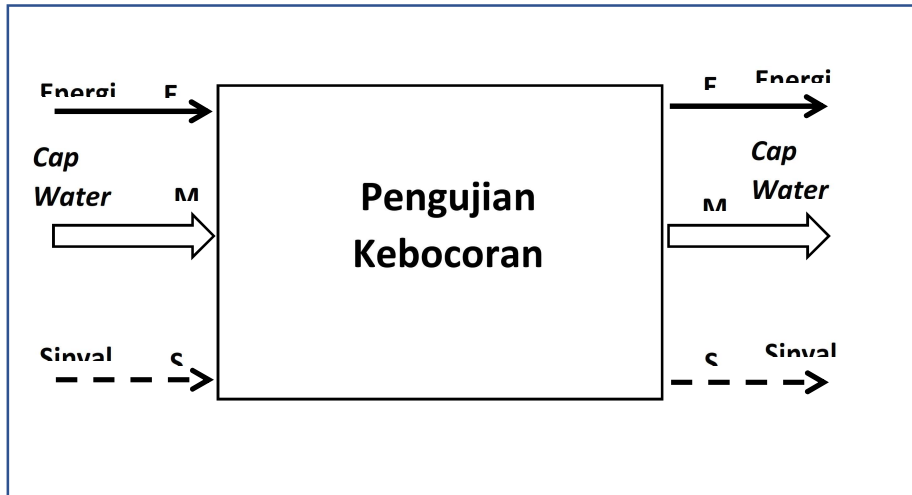 Energi E
E Energi
Cap
Water M
Pengujian
Kebocoran
Cap
Water
M
Sinyal S
S Sinyal